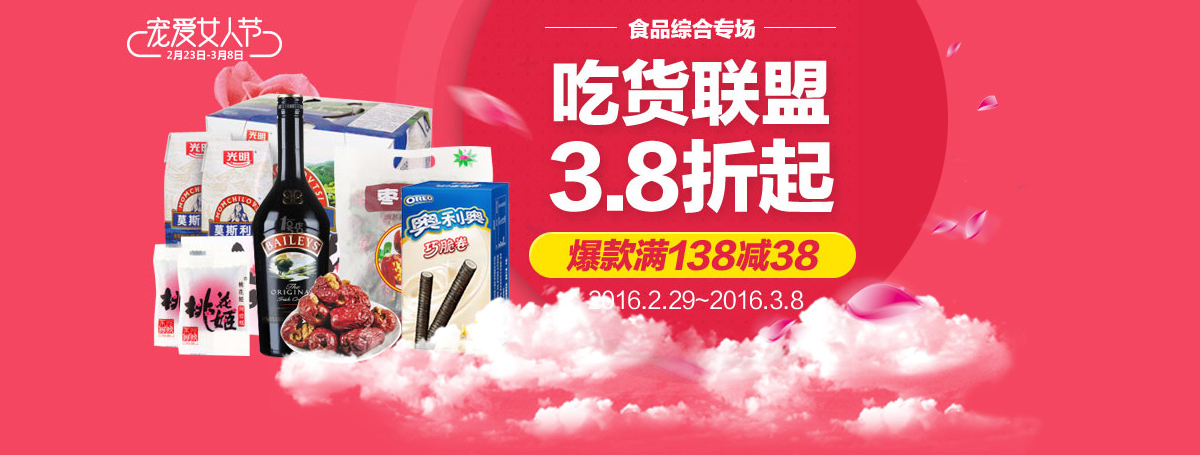 宠爱女人节
2月23日-3月8日
食品综合专场
吃货联盟
3.8折起
爆款满138减38
2016.2.29~2016.3.8
光明
光明
MOMCHILOVTSI
莫斯
莫斯利
桃花姬
BAILEYS
The
ORIGINAL
枣
OREO
奥利奥
巧脆卷